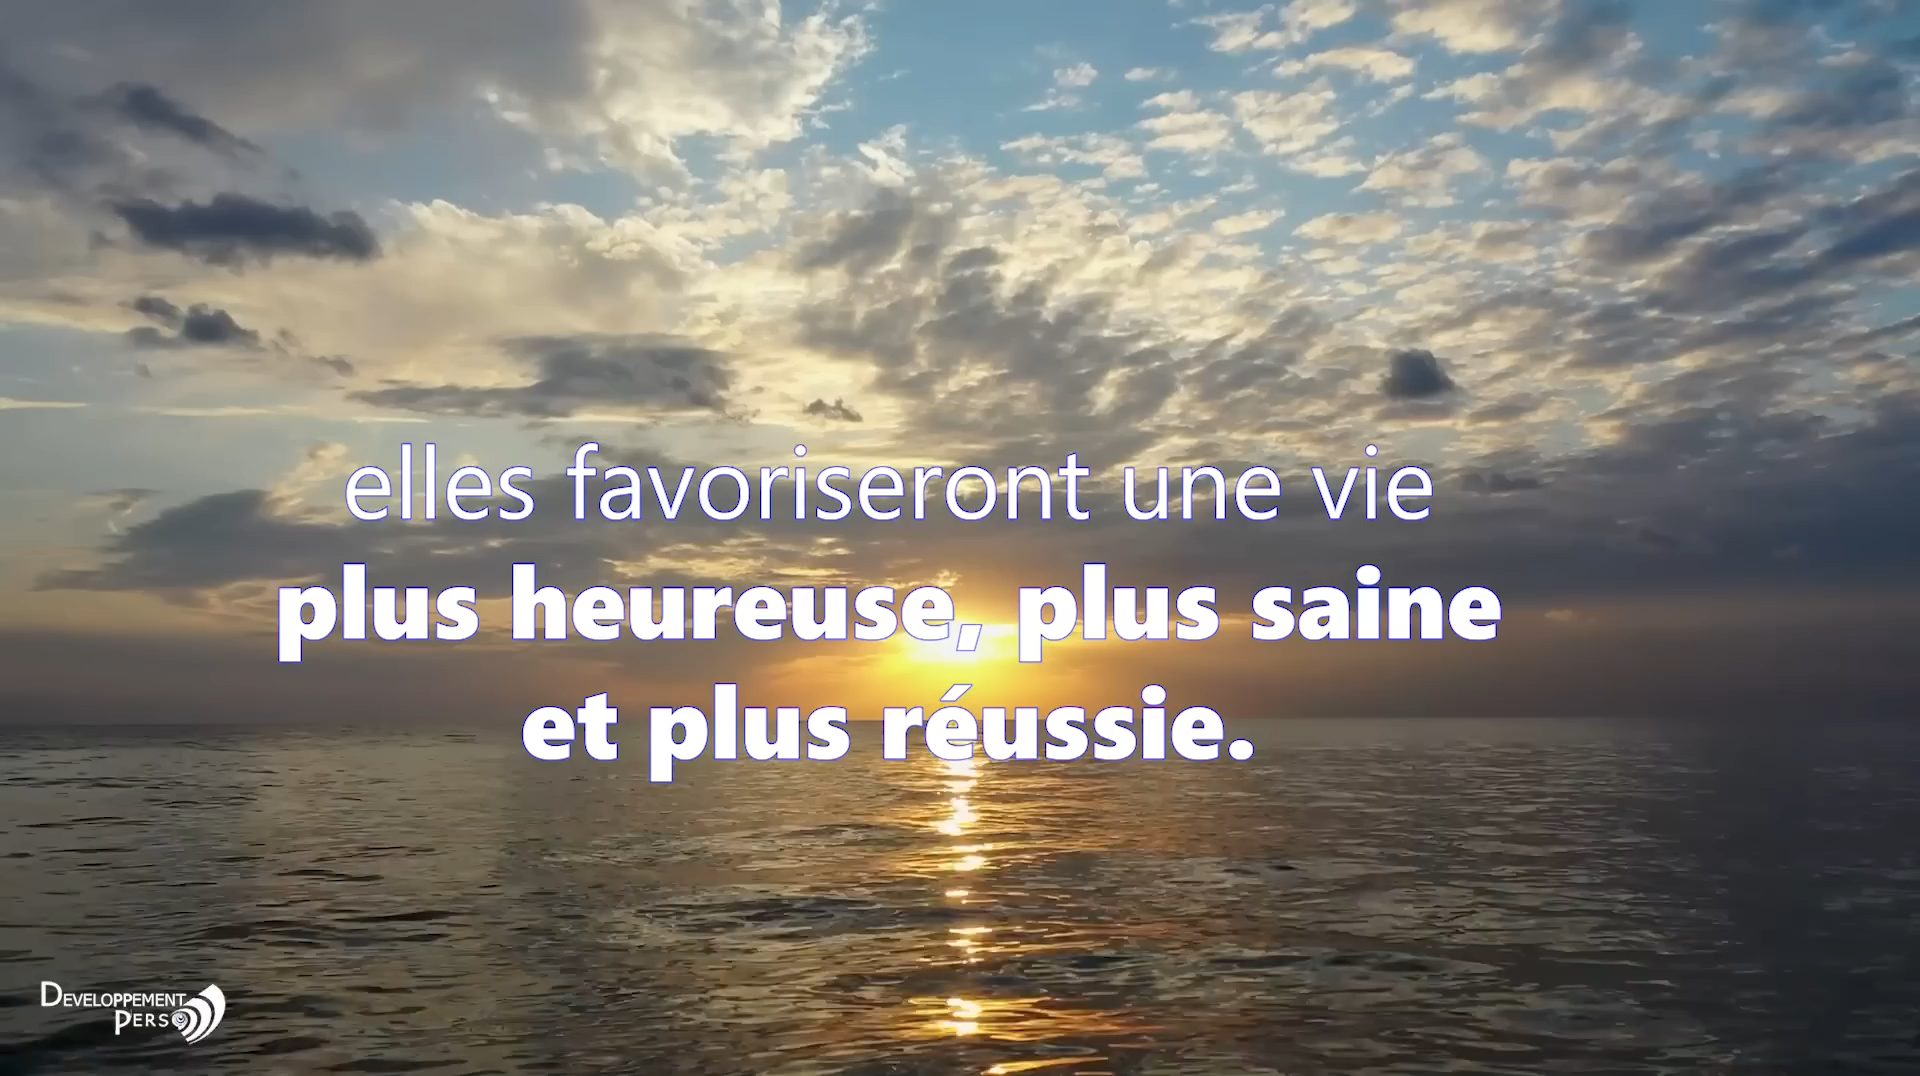 elles favoriseront une vie
plus heureuse, plus saine
et plus réussie.
DEVELOPPEMENT
PERSO